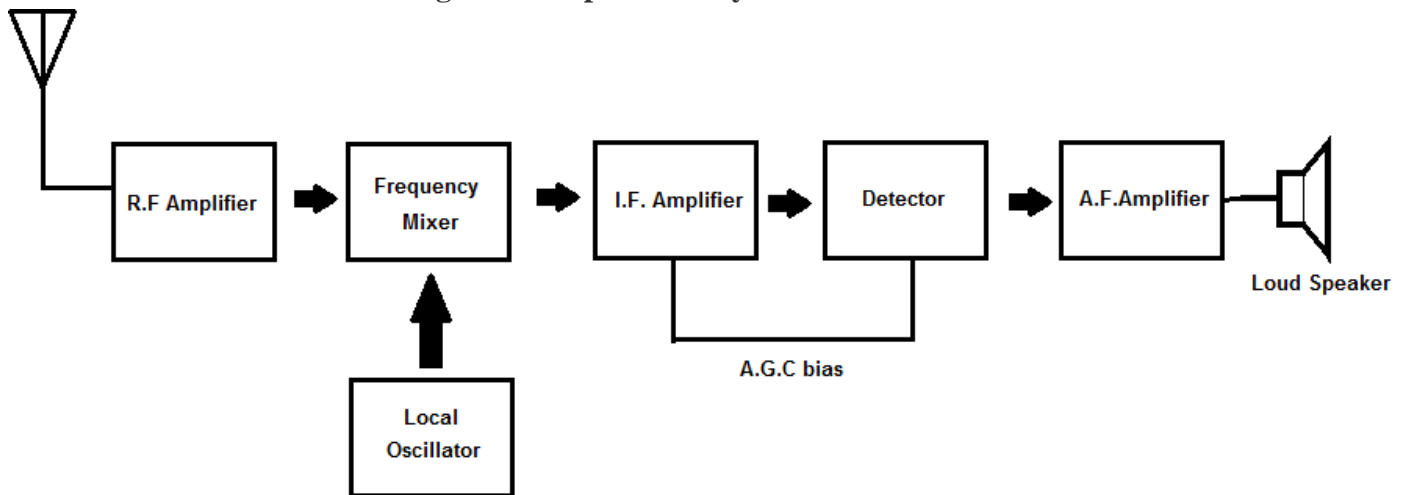 R.F Amplifier
Frequency
Mixer
I.F. Amplifier
Detector
A.F.Amplifier
Loud Speaker
A.G.C bias
Local
Oscillator